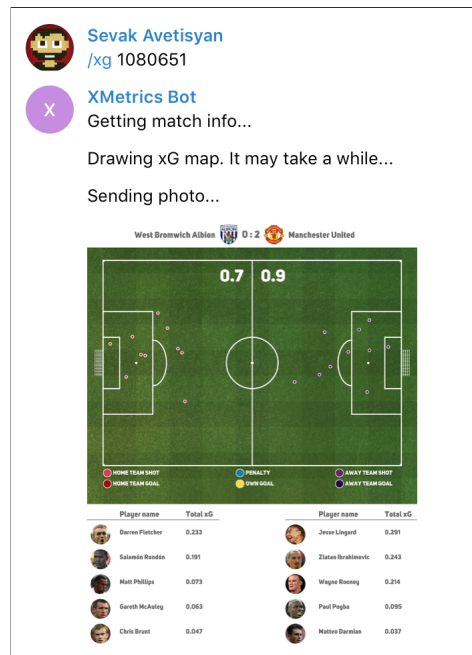 Sevak Avetisyan
/xg 1080651
X
XMetrics Bot
Getting match info...
Drawing xG map. It may take a while...
Sending photo...
West Bromwich Albion 0:2 Manchester United
0.7 0.9
HOME TEAM SHOT PENALTY AWAY TEAM SHOT
HOME TEAM GOAL OWN GOAL AWAY TEAM GOAL
Player name Total xG Player name Total xG
Darren Fletcher 0.233 Jesse Lingard 0.291
Salomón Rondón 0.191 Zlatan Ibrahimovic 0.243
Matt Phillips 0.073 Wayne Rooney 0.214
Gareth McAuley 0.063 Paul Pogba 0.095
Chris Brunt 0.047 Matteo Darmian 0.037